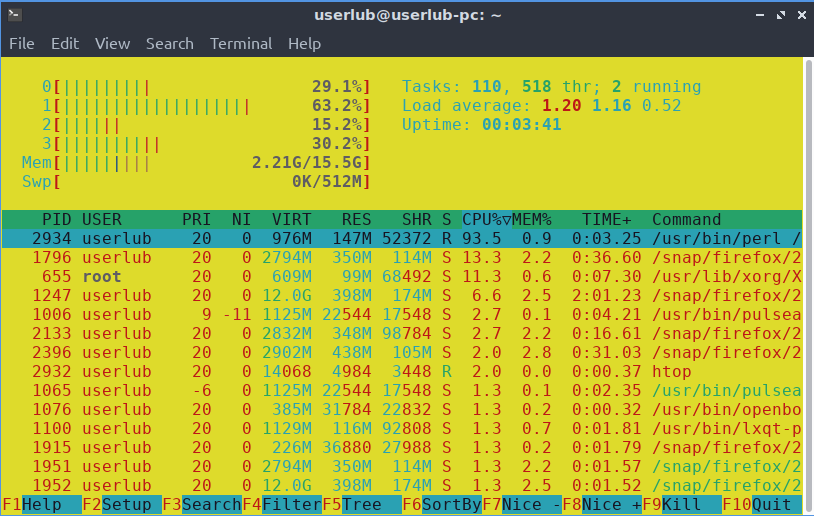 userlub@userlub-pc: ~
File Edit View Search Terminal Help
0[||||||||| 29.1%] Tasks: 110, 518 thr; 2 running
1[||||||||||||||||||| 63.2%] Load average: 1.20 1.16 0.52
2[|||||| 15.2%] Uptime: 00:03:41
3[|||||||||| 30.2%]
Mem[||||||||| 2.21G/15.5G]
Swp[ 0K/512M]
PID USER PRI NI VIRT RES SHR S CPU%▽MEM% TIME+ Command
2934 userlub 20 0 976M 147M 52372 R 93.5 0.9 0:03.25 /usr/bin/perl /
1796 userlub 20 0 2794M 350M 114M S 13.3 2.2 0:36.60 /snap/firefox/2
655 root 20 0 609M 99M 68492 S 11.3 0.6 0:07.30 /usr/lib/xorg/X
1247 userlub 20 0 12.0G 398M 174M S 6.6 2.5 2:01.23 /snap/firefox/2
1006 userlub 9 -11 1125M 22544 17548 S 2.7 0.1 0:04.21 /usr/bin/pulsea
2133 userlub 20 0 2832M 348M 98784 S 2.7 2.2 0:16.61 /snap/firefox/2
2396 userlub 20 0 2902M 438M 105M S 2.0 2.8 0:31.03 /snap/firefox/2
2932 userlub 20 0 14068 4984 3448 R 2.0 0.0 0:00.37 htop
1065 userlub -6 0 1125M 22544 17548 S 1.3 0.1 0:02.35 /usr/bin/pulsea
1076 userlub 20 0 385M 31784 22832 S 1.3 0.2 0:00.32 /usr/bin/openbo
1100 userlub 20 0 1129M 116M 92808 S 1.3 0.7 0:01.81 /usr/bin/lxqt-p
1915 userlub 20 0 226M 36880 27988 S 1.3 0.2 0:01.79 /snap/firefox/2
1951 userlub 20 0 2794M 350M 114M S 1.3 2.2 0:01.57 /snap/firefox/2
1952 userlub 20 0 12.0G 398M 174M S 1.3 2.5 0:01.52 /snap/firefox/2
F1Help F2Setup F3SearchF4FilterF5Tree F6SortByF7Nice -F8Nice +F9Kill F10Quit